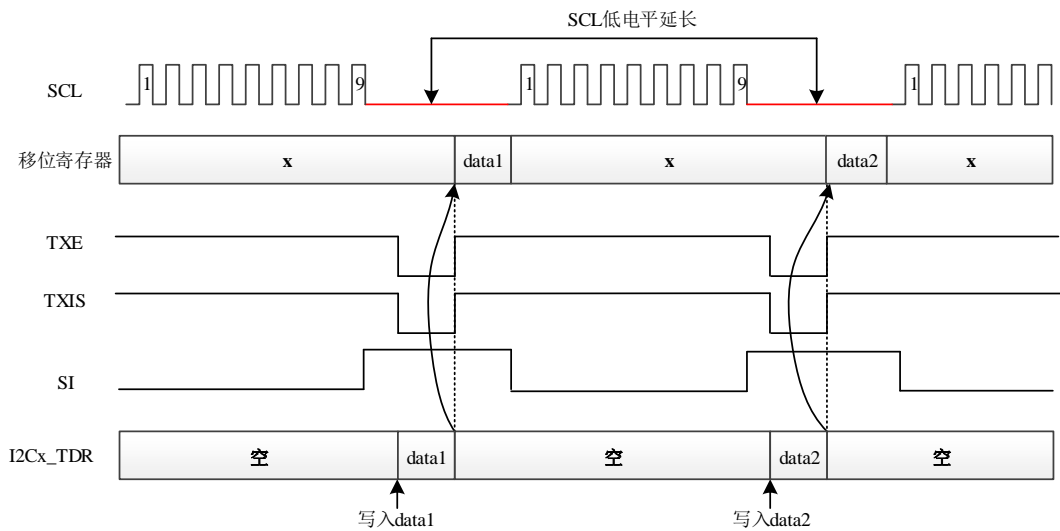 SCL低电平延长
SCL 1 9 1 9 1
移位寄存器 x data1 x data2 x
TXE
TXIS
SI
I2Cx_TDR 空 data1 空 data2 空
写入data1 写入data2